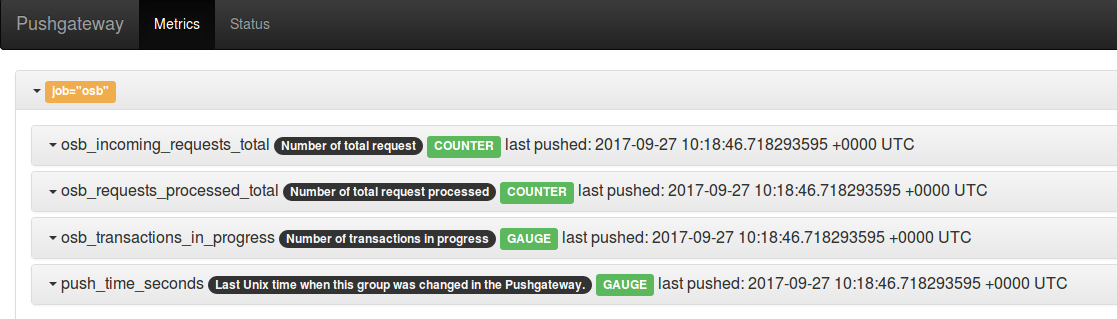 Pushgateway Metrics Status
job="osb"
osb_incoming_requests_total Number of total request COUNTER last pushed: 2017-09-27 10:18:46.718293595 +0000 UTC
osb_requests_processed_total Number of total request processed COUNTER last pushed: 2017-09-27 10:18:46.718293595 +0000 UTC
osb_transactions_in_progress Number of transactions in progress GAUGE last pushed: 2017-09-27 10:18:46.718293595 +0000 UTC
push_time_seconds Last Unix time when this group was changed in the Pushgateway. GAUGE last pushed: 2017-09-27 10:18:46.718293595 +0000 UTC